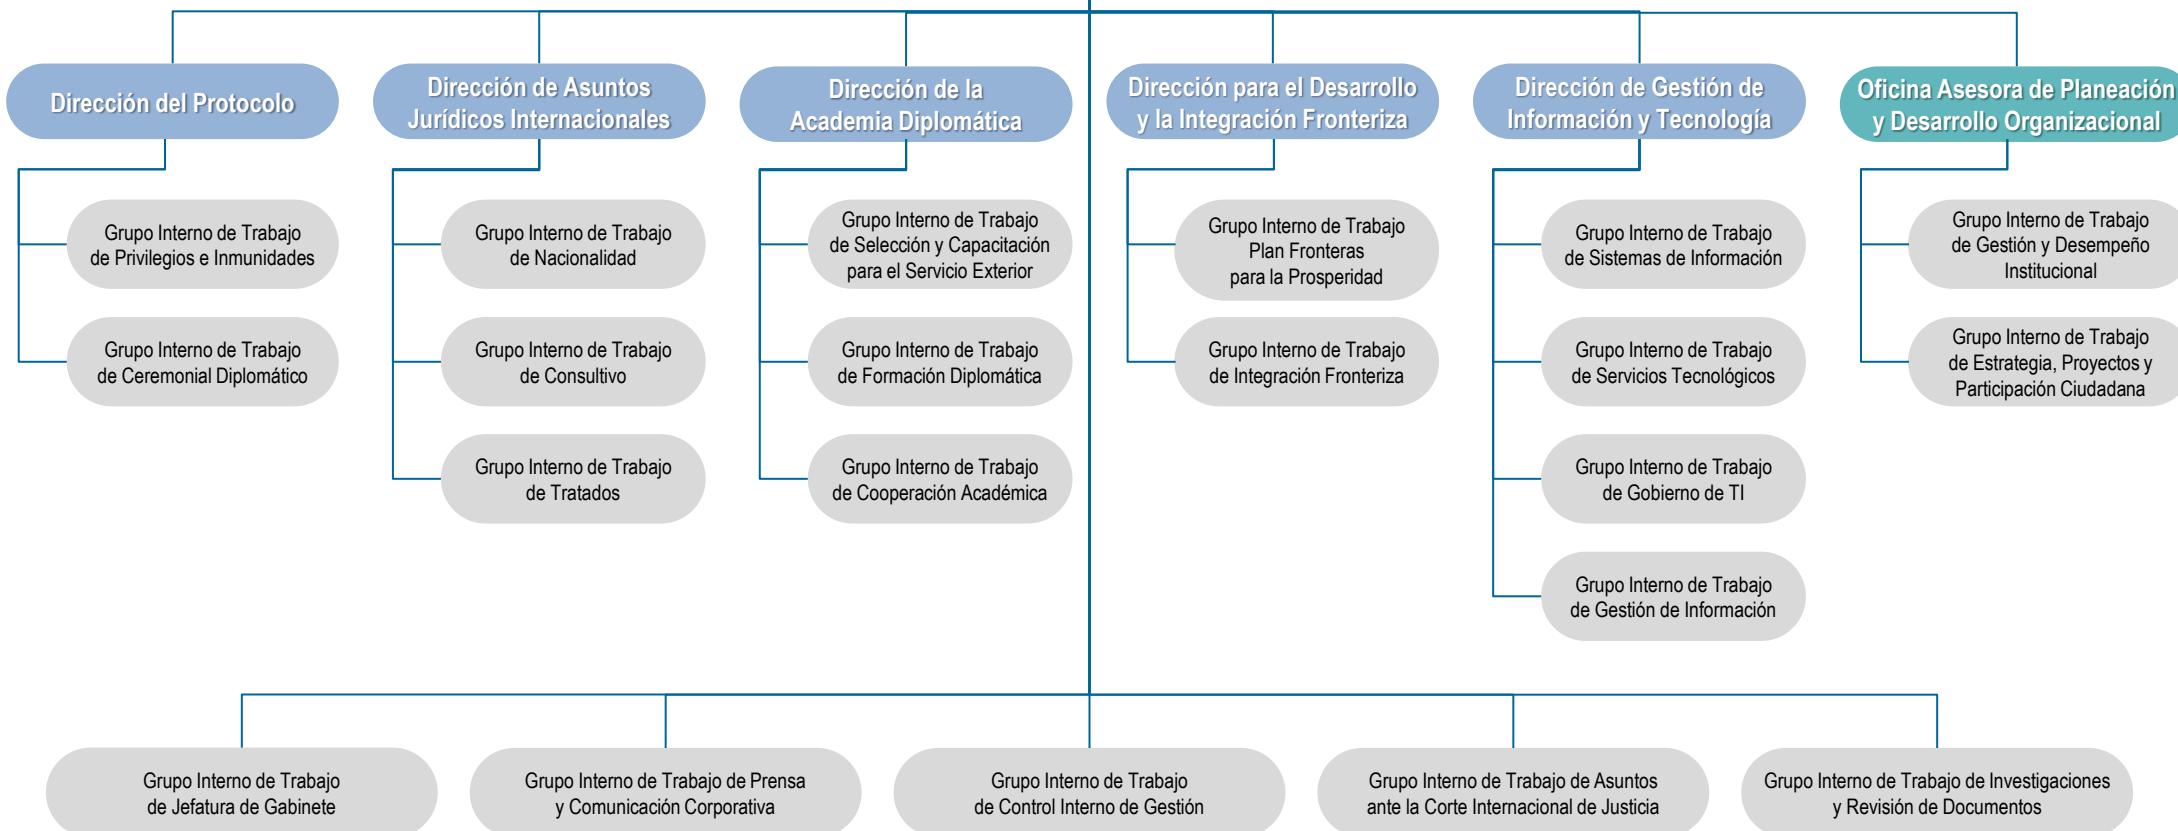 Dirección del Protocolo
Grupo Interno de Trabajo
de Privilegios e Inmunidades
Grupo Interno de Trabajo
de Ceremonial Diplomático
Dirección de Asuntos
Jurídicos Internacionales
Grupo Interno de Trabajo
de Nacionalidad
Grupo Interno de Trabajo
de Consultivo
Grupo Interno de Trabajo
de Tratados
Dirección de la
Academia Diplomática
Grupo Interno de Trabajo
de Selección y Capacitación
para el Servicio Exterior
Grupo Interno de Trabajo
de Formación Diplomática
Grupo Interno de Trabajo
de Cooperación Académica
Dirección para el Desarrollo
y la Integración Fronteriza
Grupo Interno de Trabajo
Plan Fronteras
para la Prosperidad
Grupo Interno de Trabajo
de Integración Fronteriza
Dirección de Gestión de
Información y Tecnología
Grupo Interno de Trabajo
de Sistemas de Información
Grupo Interno de Trabajo
de Servicios Tecnológicos
Grupo Interno de Trabajo
de Gobierno de TI
Grupo Interno de Trabajo
de Gestión de Información
Oficina Asesora de Planeación
y Desarrollo Organizacional
Grupo Interno de Trabajo
de Gestión y Desempeño
Institucional
Grupo Interno de Trabajo
de Estrategia, Proyectos y
Participación Ciudadana
Grupo Interno de Trabajo
de Jefatura de Gabinete
Grupo Interno de Trabajo de Prensa
y Comunicación Corporativa
Grupo Interno de Trabajo
de Control Interno de Gestión
Grupo Interno de Trabajo de Asuntos
ante la Corte Internacional de Justicia
Grupo Interno de Trabajo de Investigaciones
y Revisión de Documentos